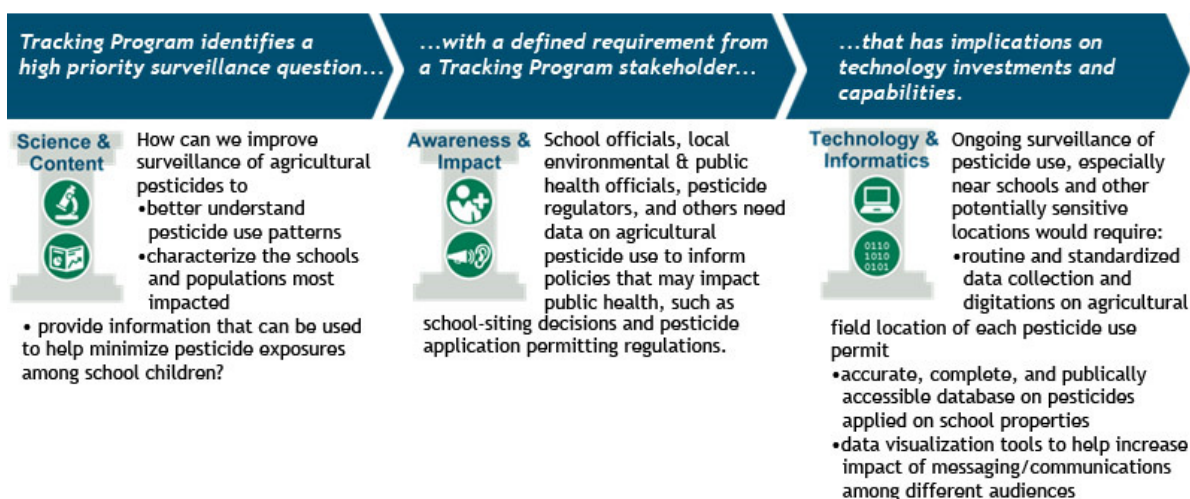 Tracking Program identifies a
high priority surveillance question...
...with a defined requirement from
a Tracking Program stakeholder...
...that has implications on
technology investments and
capabilities.
Science &
Content
How can we improve
surveillance of agricultural
pesticides to
•better understand
pesticide use patterns
•characterize the schools
and populations most
impacted
• provide information that can be used
to help minimize pesticide exposures
among school children?
Awareness &
Impact
School officials, local
environmental & public
health officials, pesticide
regulators, and others need
data on agricultural
pesticide use to inform
policies that may impact
public health, such as
school-siting decisions and pesticide
application permitting regulations.
Technology &
Informatics
0110
1010
0101
Ongoing surveillance of
pesticide use, especially
near schools and other
potentially sensitive
locations would require:
•routine and standardized
data collection and
digitations on agricultural
field location of each pesticide use
permit
•accurate, complete, and publically
accessible database on pesticides
applied on school properties
•data visualization tools to help increase
impact of messaging/communications
among different audiences